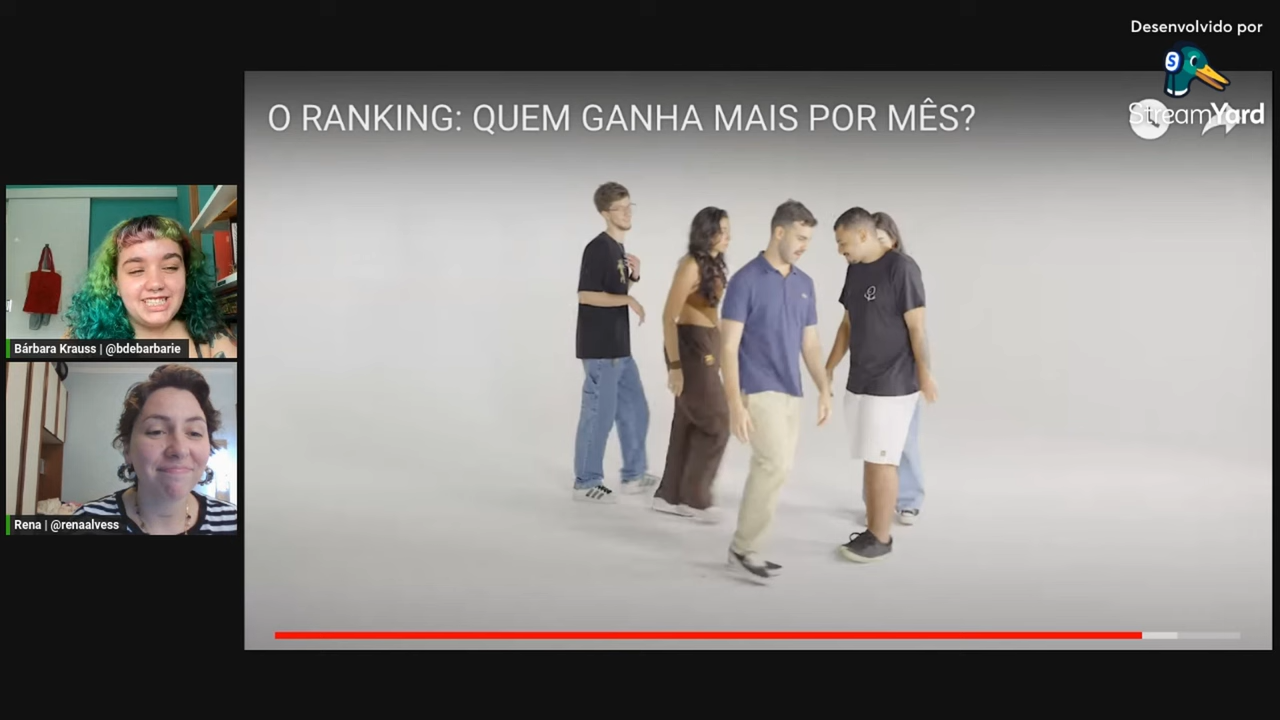 Desenvolvido por
StreamYard
O RANKING: QUEM GANHA MAIS POR MÊS?
Bárbara Krauss | @bdebarbarie
Rena | @renaalvess